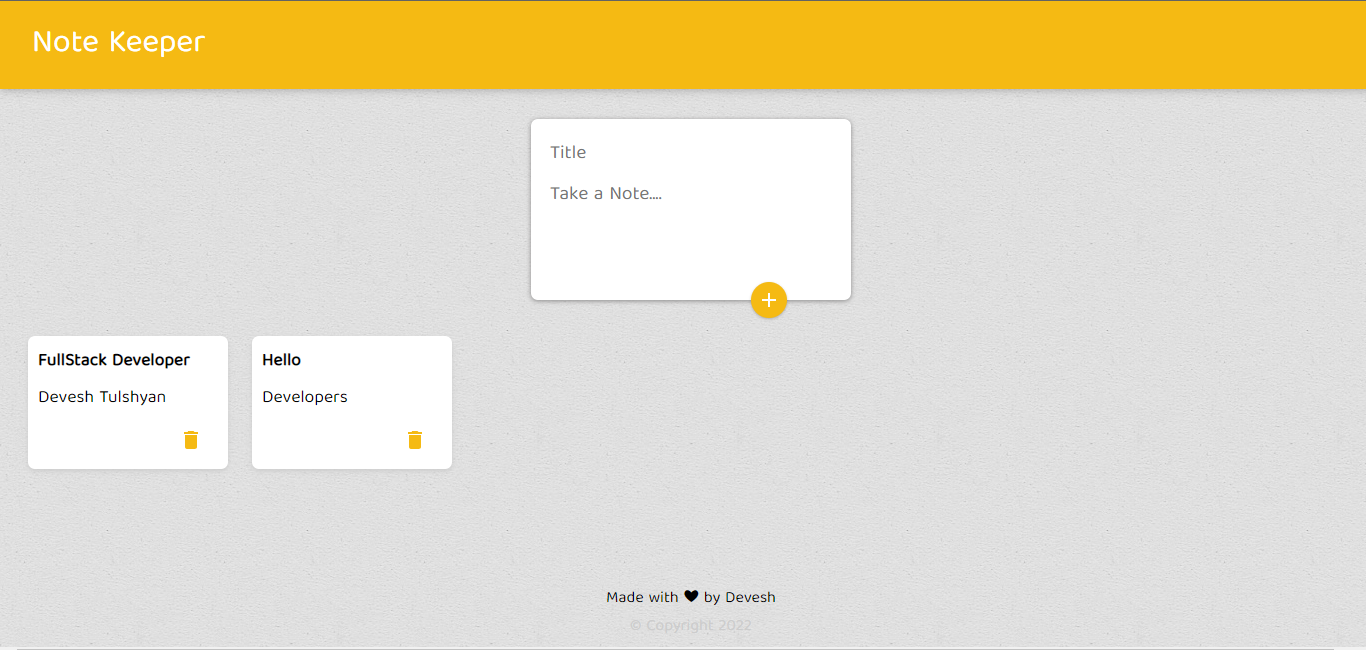 Note Keeper
Title
Take a Note....
FullStack Developer
Devesh Tulshyan
Hello
Developers
Made with ♥ by Devesh
© Copyright 2022